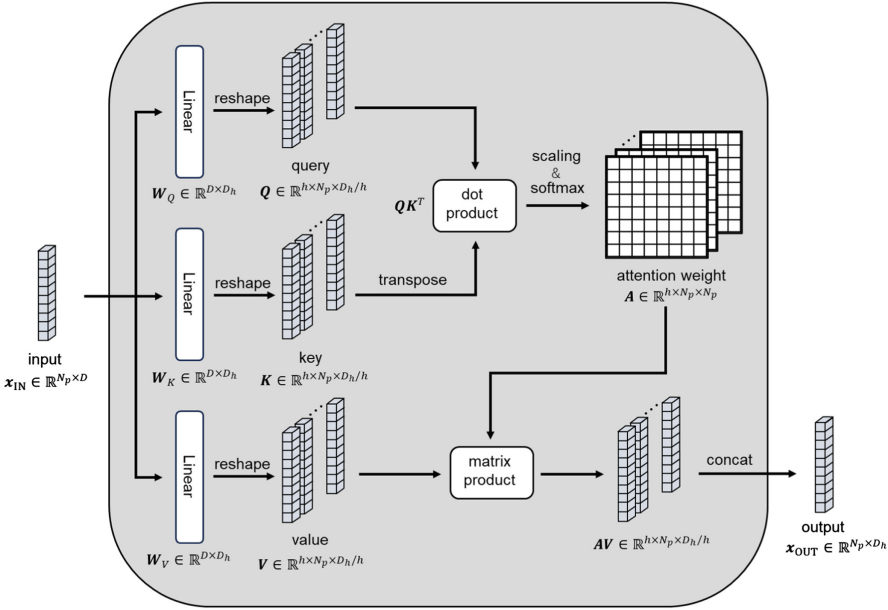 input
𝒙_IN ∈ ℝ^{N_p×D}
Linear
W_Q ∈ ℝ^{D×D_h}
reshape
query
Q ∈ ℝ^{h×N_p×D_h/h}
Linear
W_K ∈ ℝ^{D×D_h}
reshape
key
K ∈ ℝ^{h×N_p×D_h/h}
transpose
Linear
W_V ∈ ℝ^{D×D_h}
reshape
value
V ∈ ℝ^{h×N_p×D_h/h}
QK^T
dot
product
scaling
&
softmax
attention weight
A ∈ ℝ^{h×N_p×N_p}
matrix
product
AV ∈ ℝ^{h×N_p×D_h/h}
concat
output
𝒙_OUT ∈ ℝ^{N_p×D_h}